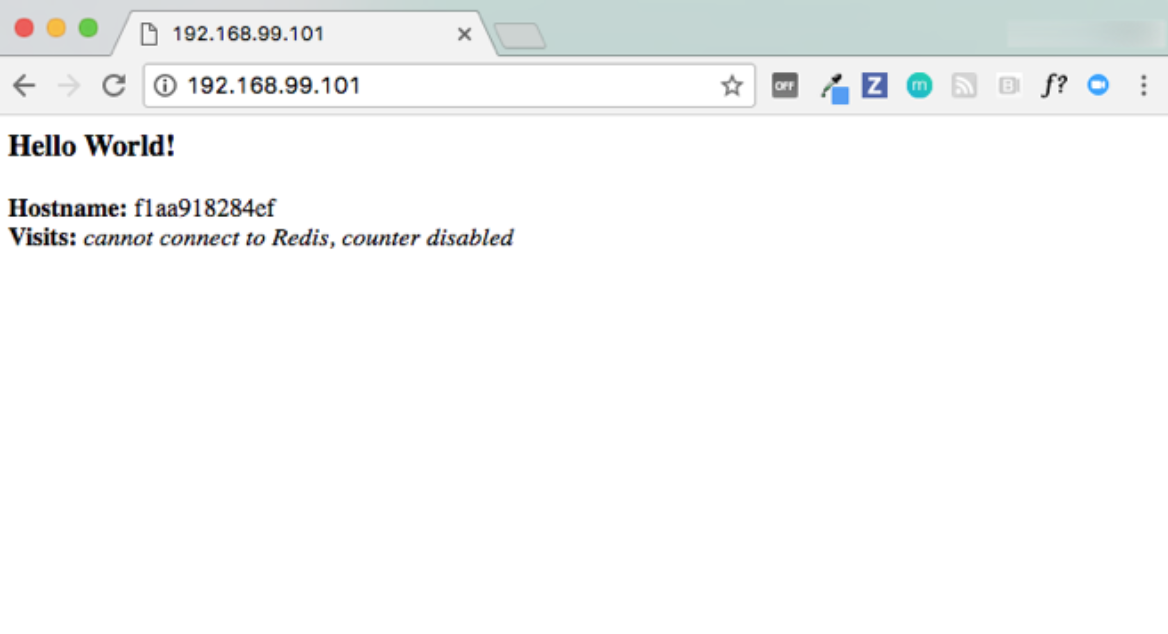 192.168.99.101
192.168.99.101
OFF Z m B f?
Hello World!
Hostname: f1aa918284ef
Visits: cannot connect to Redis, counter disabled